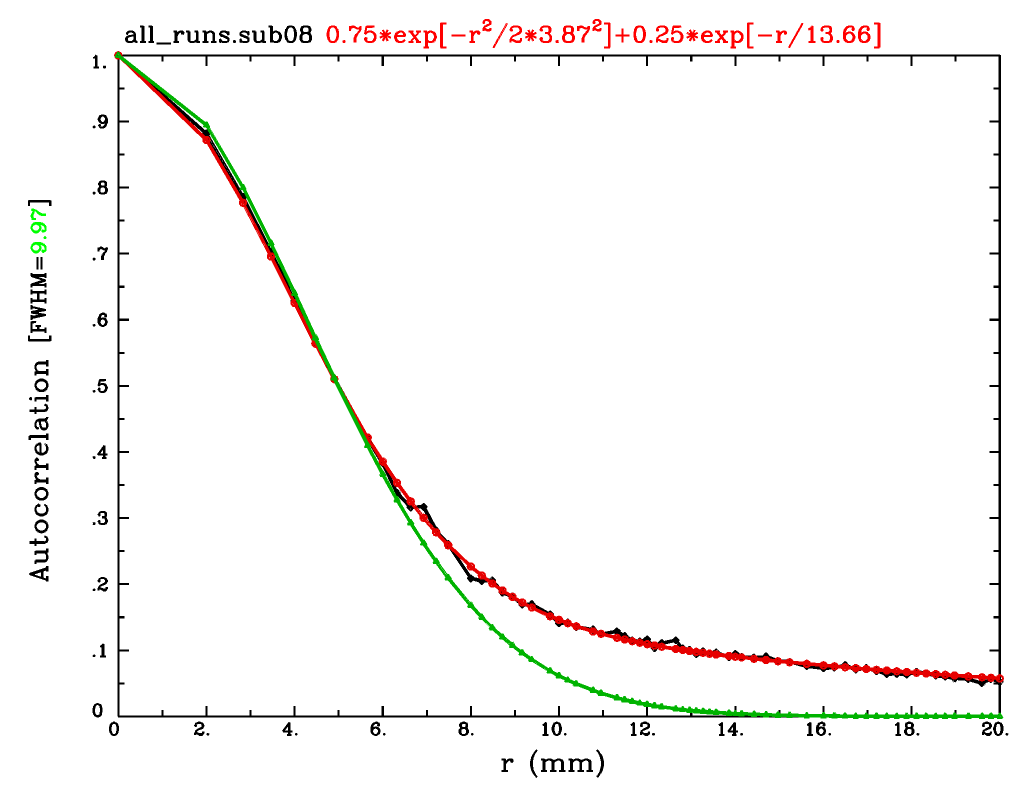 all_runs.sub08 0.75*exp[-r²/2*3.87²]+0.25*exp[-r/13.66]
1.
.9
.8
.7
.6
.5
.4
.3
.2
.1
0
Autocorrelation [FWHM=9.97]
0. 2. 4. 6. 8. 10. 12. 14. 16. 18. 20.
r (mm)